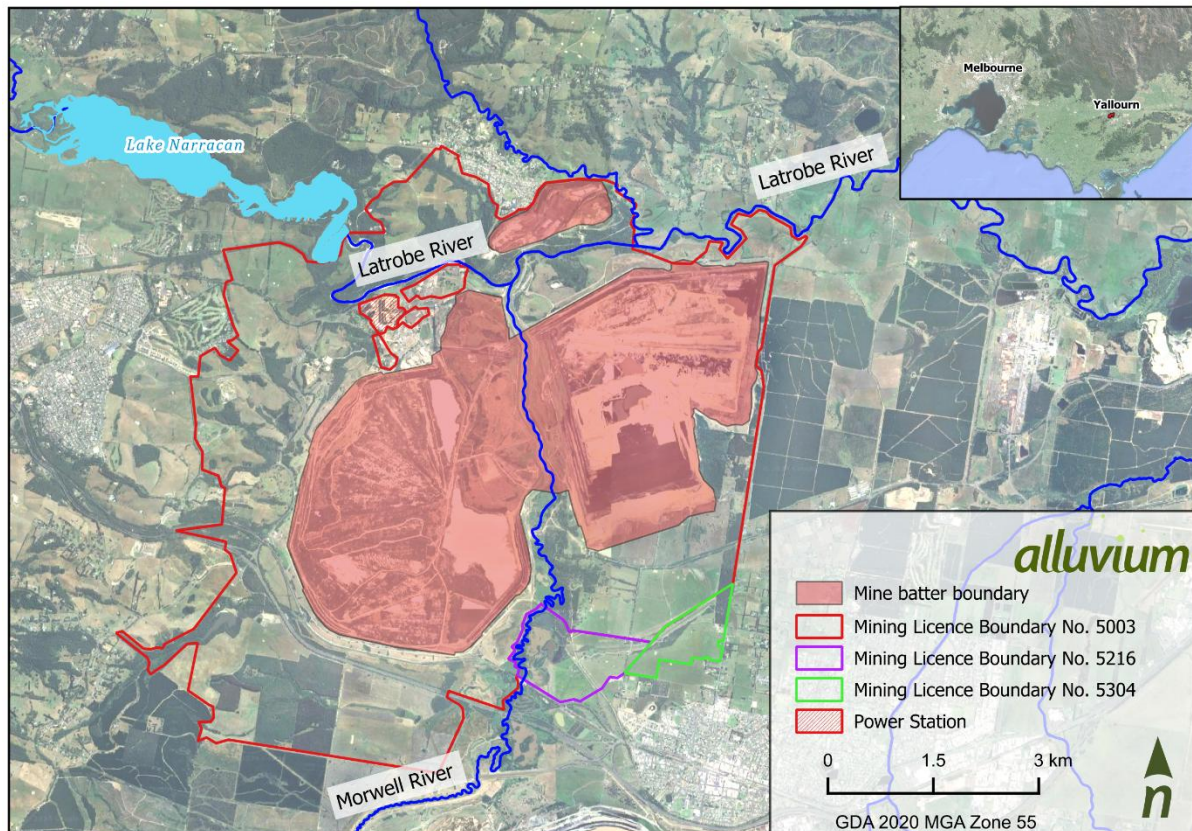 Melbourne
Yallourn
Lake Narracan
Latrobe River
Latrobe River
Morwell River
alluvium
Mine batter boundary
Mining Licence Boundary No. 5003
Mining Licence Boundary No. 5216
Mining Licence Boundary No. 5304
Power Station
0 1.5 3 km
GDA 2020 MGA Zone 55
n